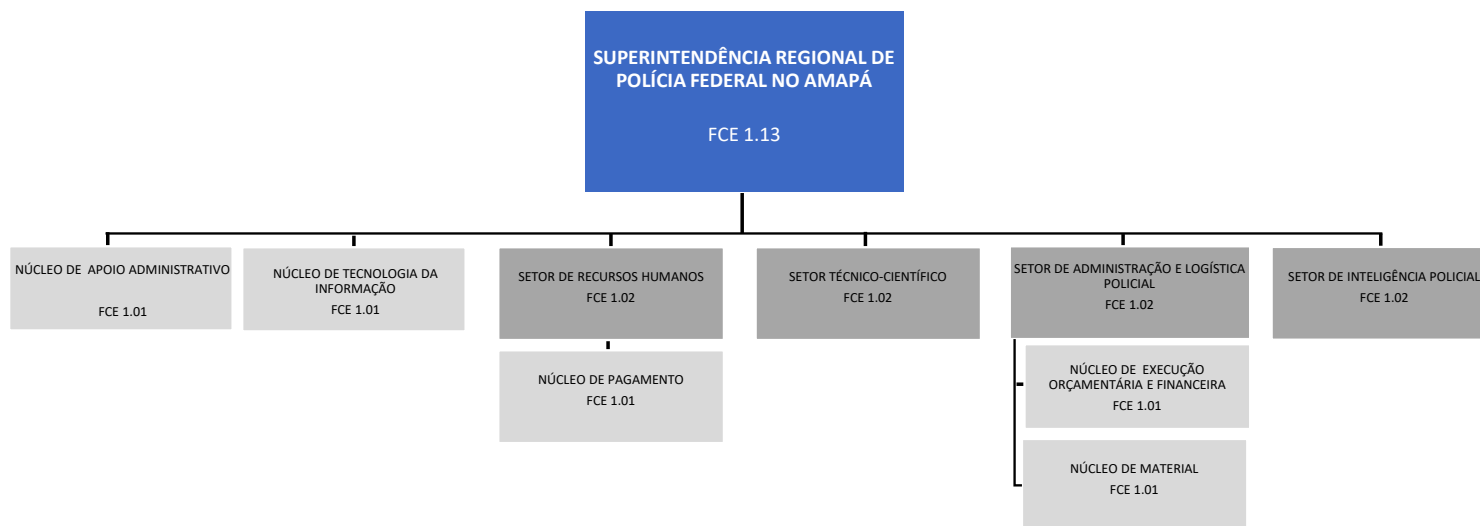 SUPERINTENDÊNCIA REGIONAL DE
POLÍCIA FEDERAL NO AMAPÁ
FCE 1.13
NÚCLEO DE APOIO ADMINISTRATIVO
FCE 1.01
NÚCLEO DE TECNOLOGIA DA
INFORMAÇÃO
FCE 1.01
SETOR DE RECURSOS HUMANOS
FCE 1.02
SETOR TÉCNICO-CIENTÍFICO
FCE 1.02
SETOR DE ADMINISTRAÇÃO E LOGÍSTICA
POLICIAL
FCE 1.02
SETOR DE INTELIGÊNCIA POLICIAL
FCE 1.02
NÚCLEO DE PAGAMENTO
FCE 1.01
NÚCLEO DE EXECUÇÃO
ORÇAMENTÁRIA E FINANCEIRA
FCE 1.01
NÚCLEO DE MATERIAL
FCE 1.01